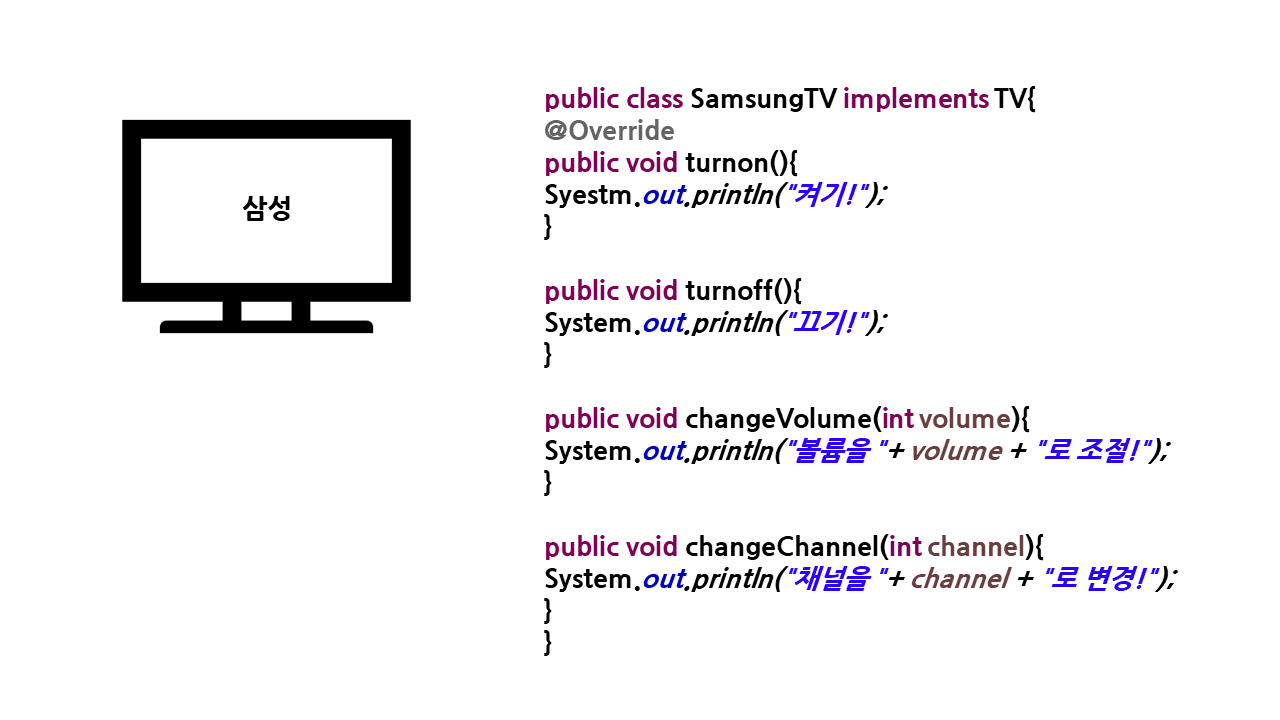 삼성
public class SamsungTV implements TV{
@Override
public void turnon(){
Syestm.out.println("켜기!");
}
public void turnoff(){
System.out.println("끄기!");
}
public void changeVolume(int volume){
System.out.println("볼륨을 "+ volume + "로 조절!");
}
public void changeChannel(int channel){
System.out.println("채널을 "+ channel + "로 변경!");
}
}